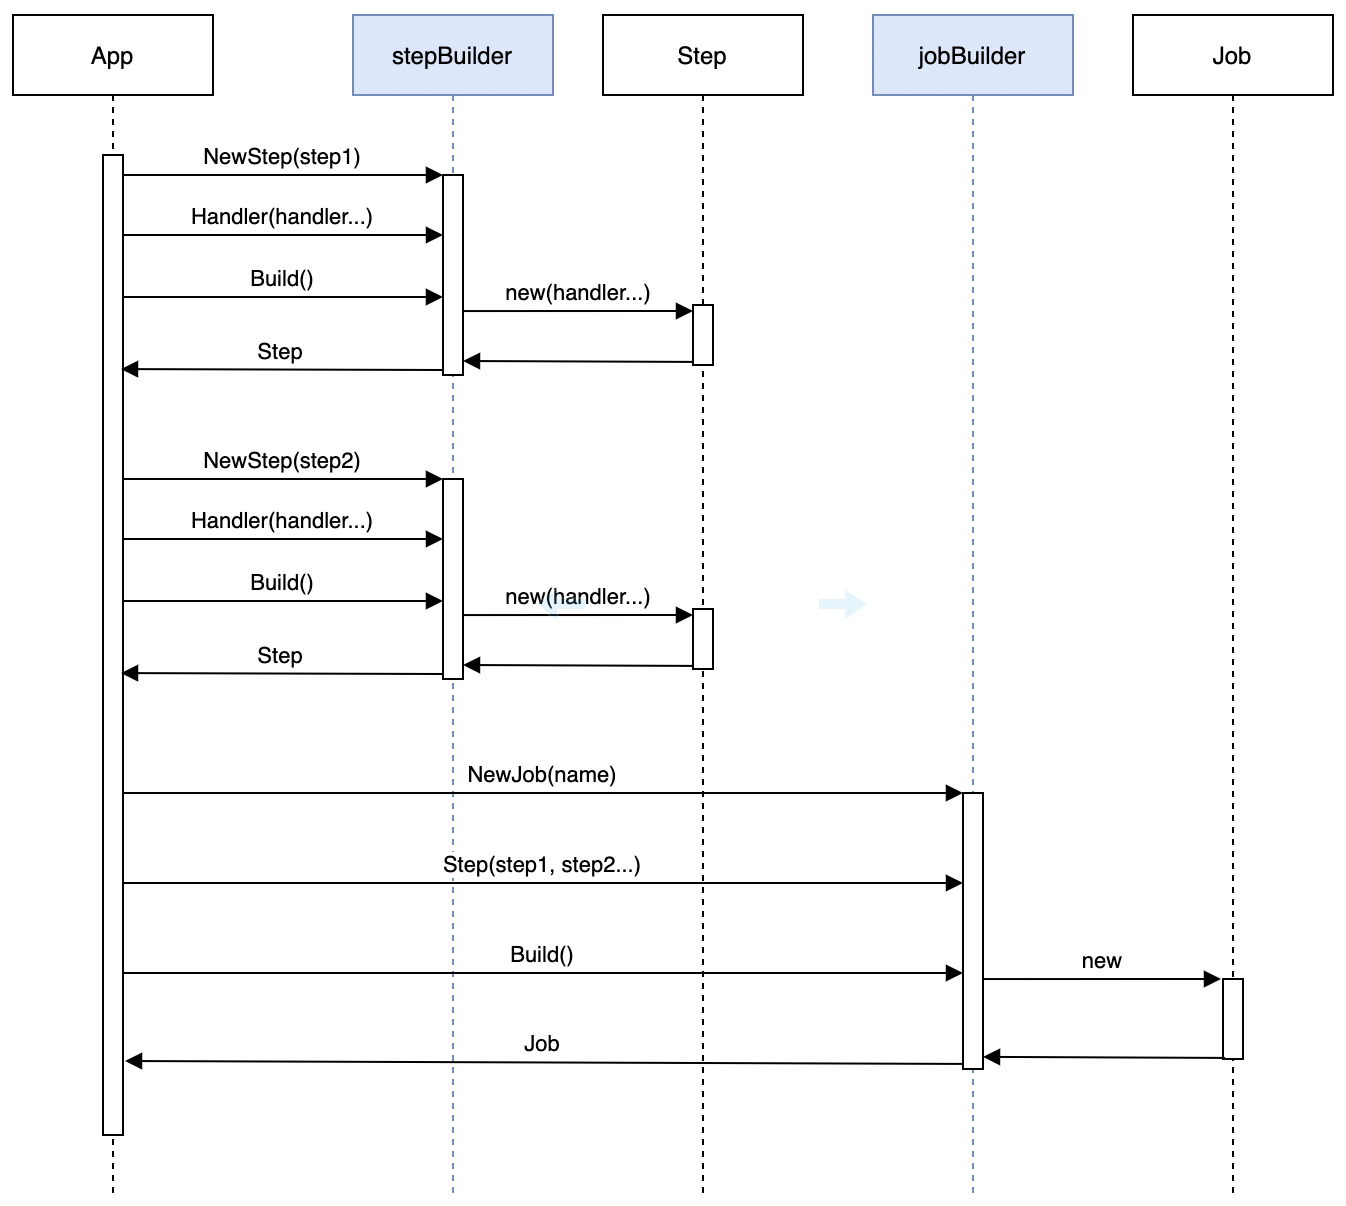 App
stepBuilder
Step
jobBuilder
Job
NewStep(step1)
Handler(handler...)
Build()
new(handler...)
Step
NewStep(step2)
Handler(handler...)
Build()
new(handler...)
Step
NewJob(name)
Step(step1, step2...)
Build()
new
Job